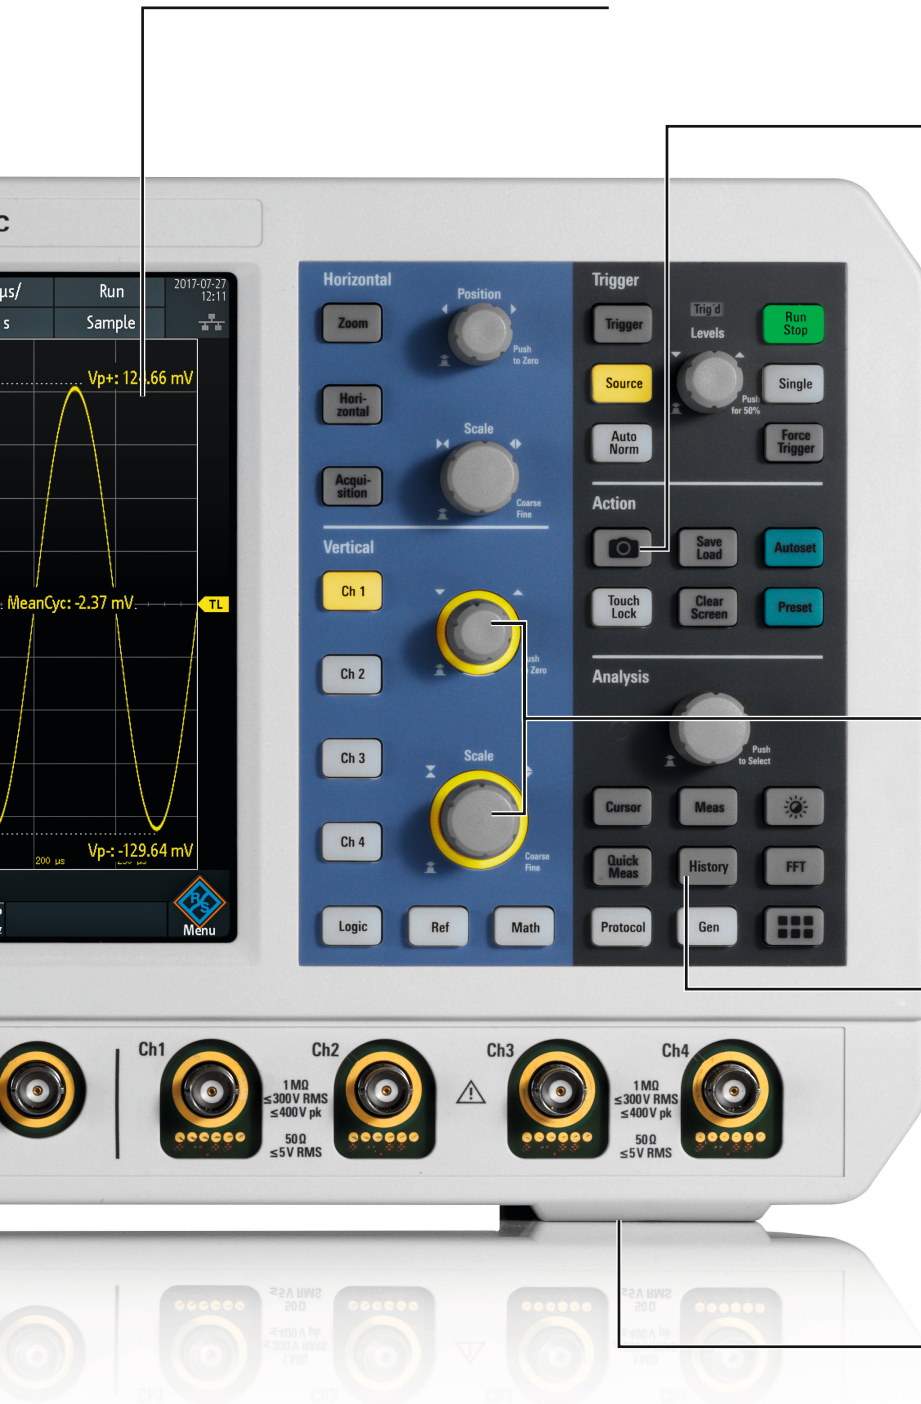 C
µs/
Run
2017-07-27
12:11
s
Sample
Vp+: 12 .66 mV
MeanCyc: -2.37 mV
TL
Vp-: -129.64 mV
200 µs
R&S
Menu
Horizontal
Zoom
Position
Push
to Zero
Hori-
zontal
Scale
Acqui-
sition
Coarse
Fine
Vertical
Ch 1
Zero
Ch 2
Ch 3
Scale
Ch 4
Coarse
Fine
Logic
Ref
Math
Trigger
Trigger
Trig'd
Levels
Run
Stop
Source
Push
for 50%
Single
Auto
Norm
Force
Trigger
Action
Save
Load
Autoset
Touch
Lock
Clear
Screen
Preset
Analysis
Push
to Select
Cursor
Meas
Quick
Meas
History
FFT
Protocol
Gen
Ch1
Ch2
Ch3
Ch4
1 MΩ
≤300 V RMS
≤400 V pk
50 Ω
≤5 V RMS
1 MΩ
≤300 V RMS
≤400 V pk
50 Ω
≤5 V RMS